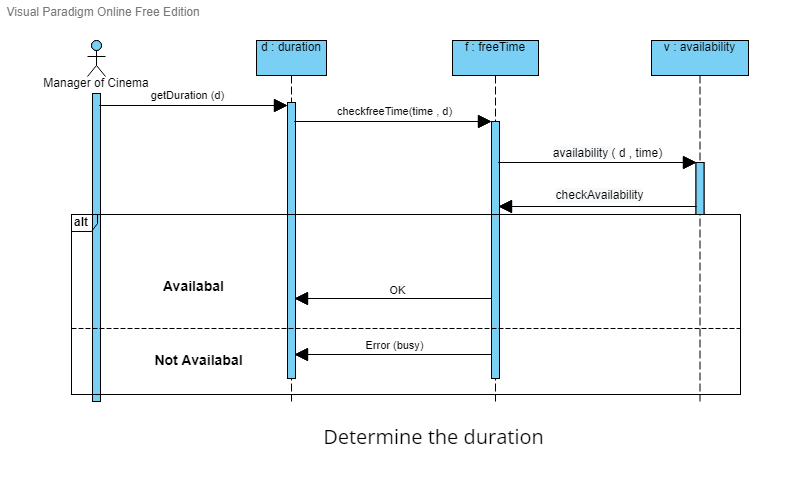 Visual Paradigm Online Free Edition
d : duration
f : freeTime
v : availability
Manager of Cinema
getDuration (d)
checkfreeTime(time , d)
availability ( d , time)
checkAvailability
alt
Availabal
OK
Error (busy)
Not Availabal
Determine the duration